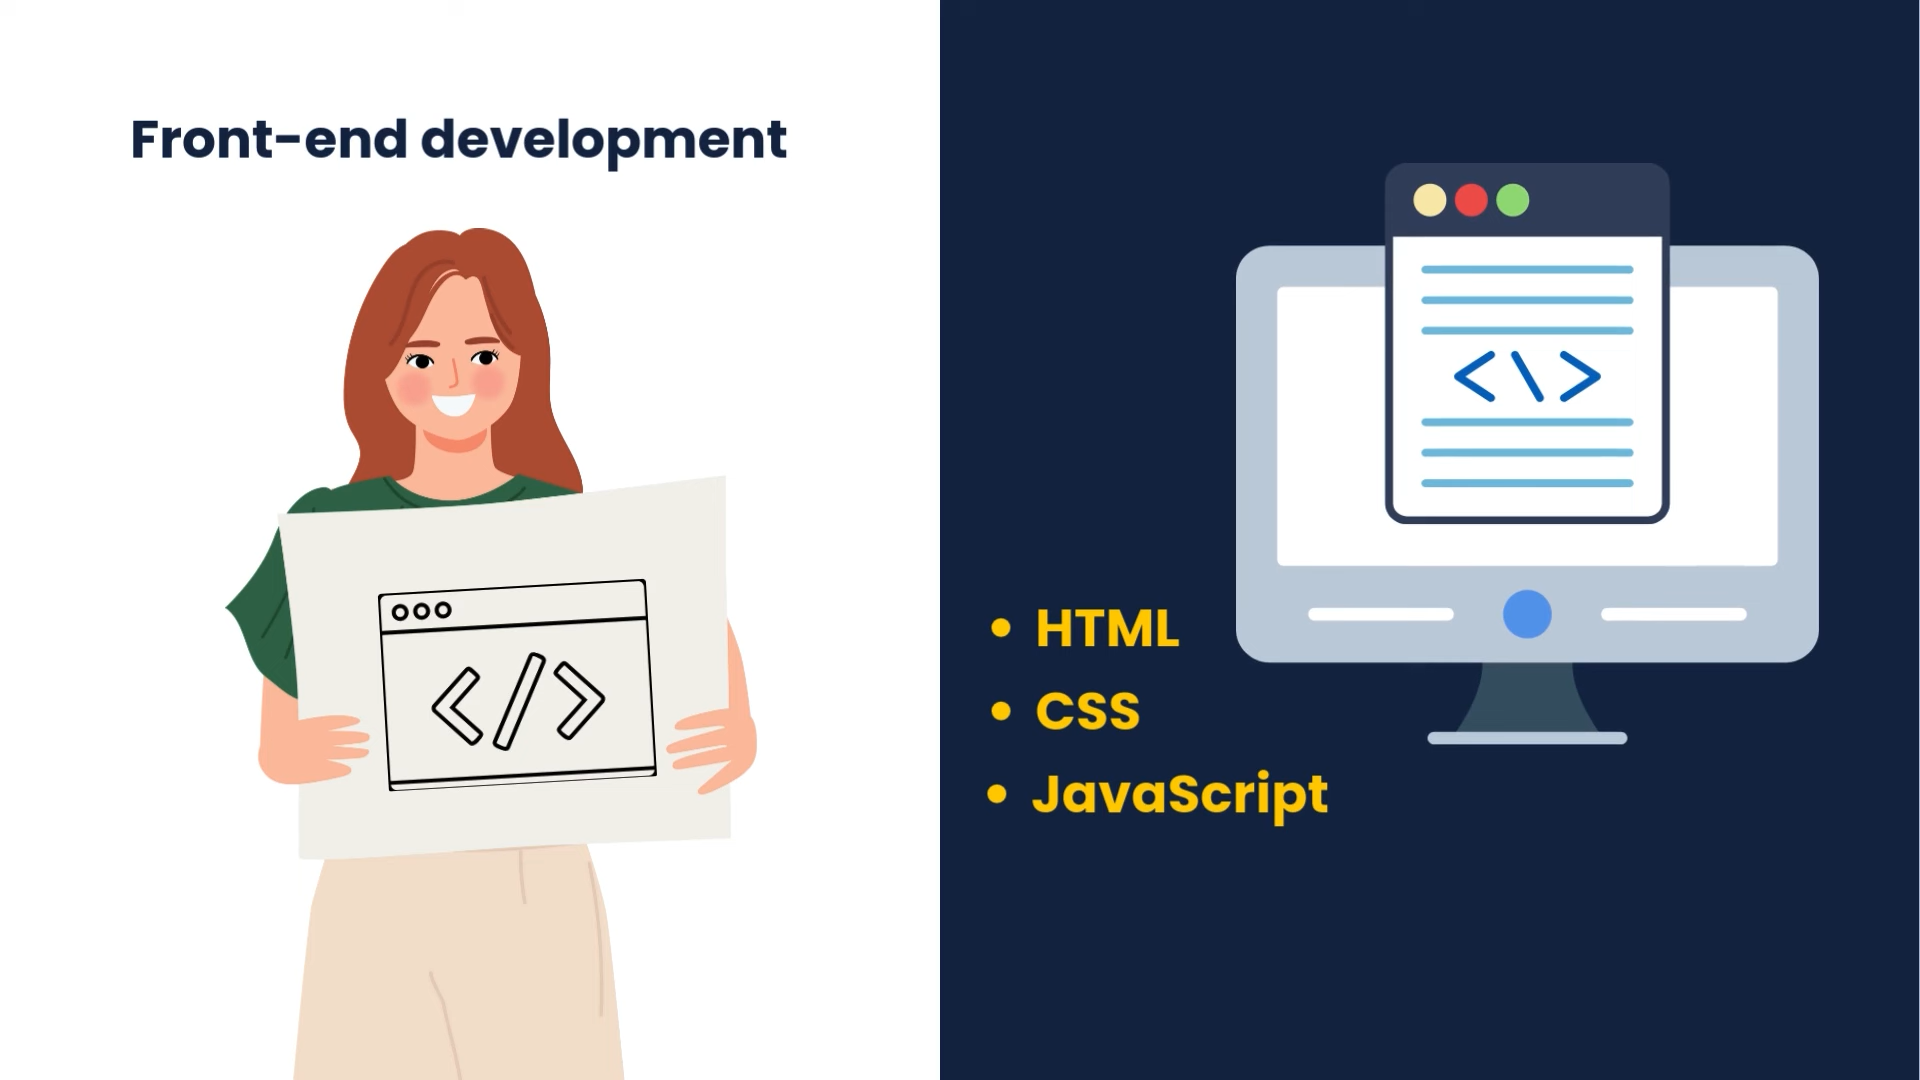 Front-end development
</>
<\>
• HTML
• CSS
• JavaScript